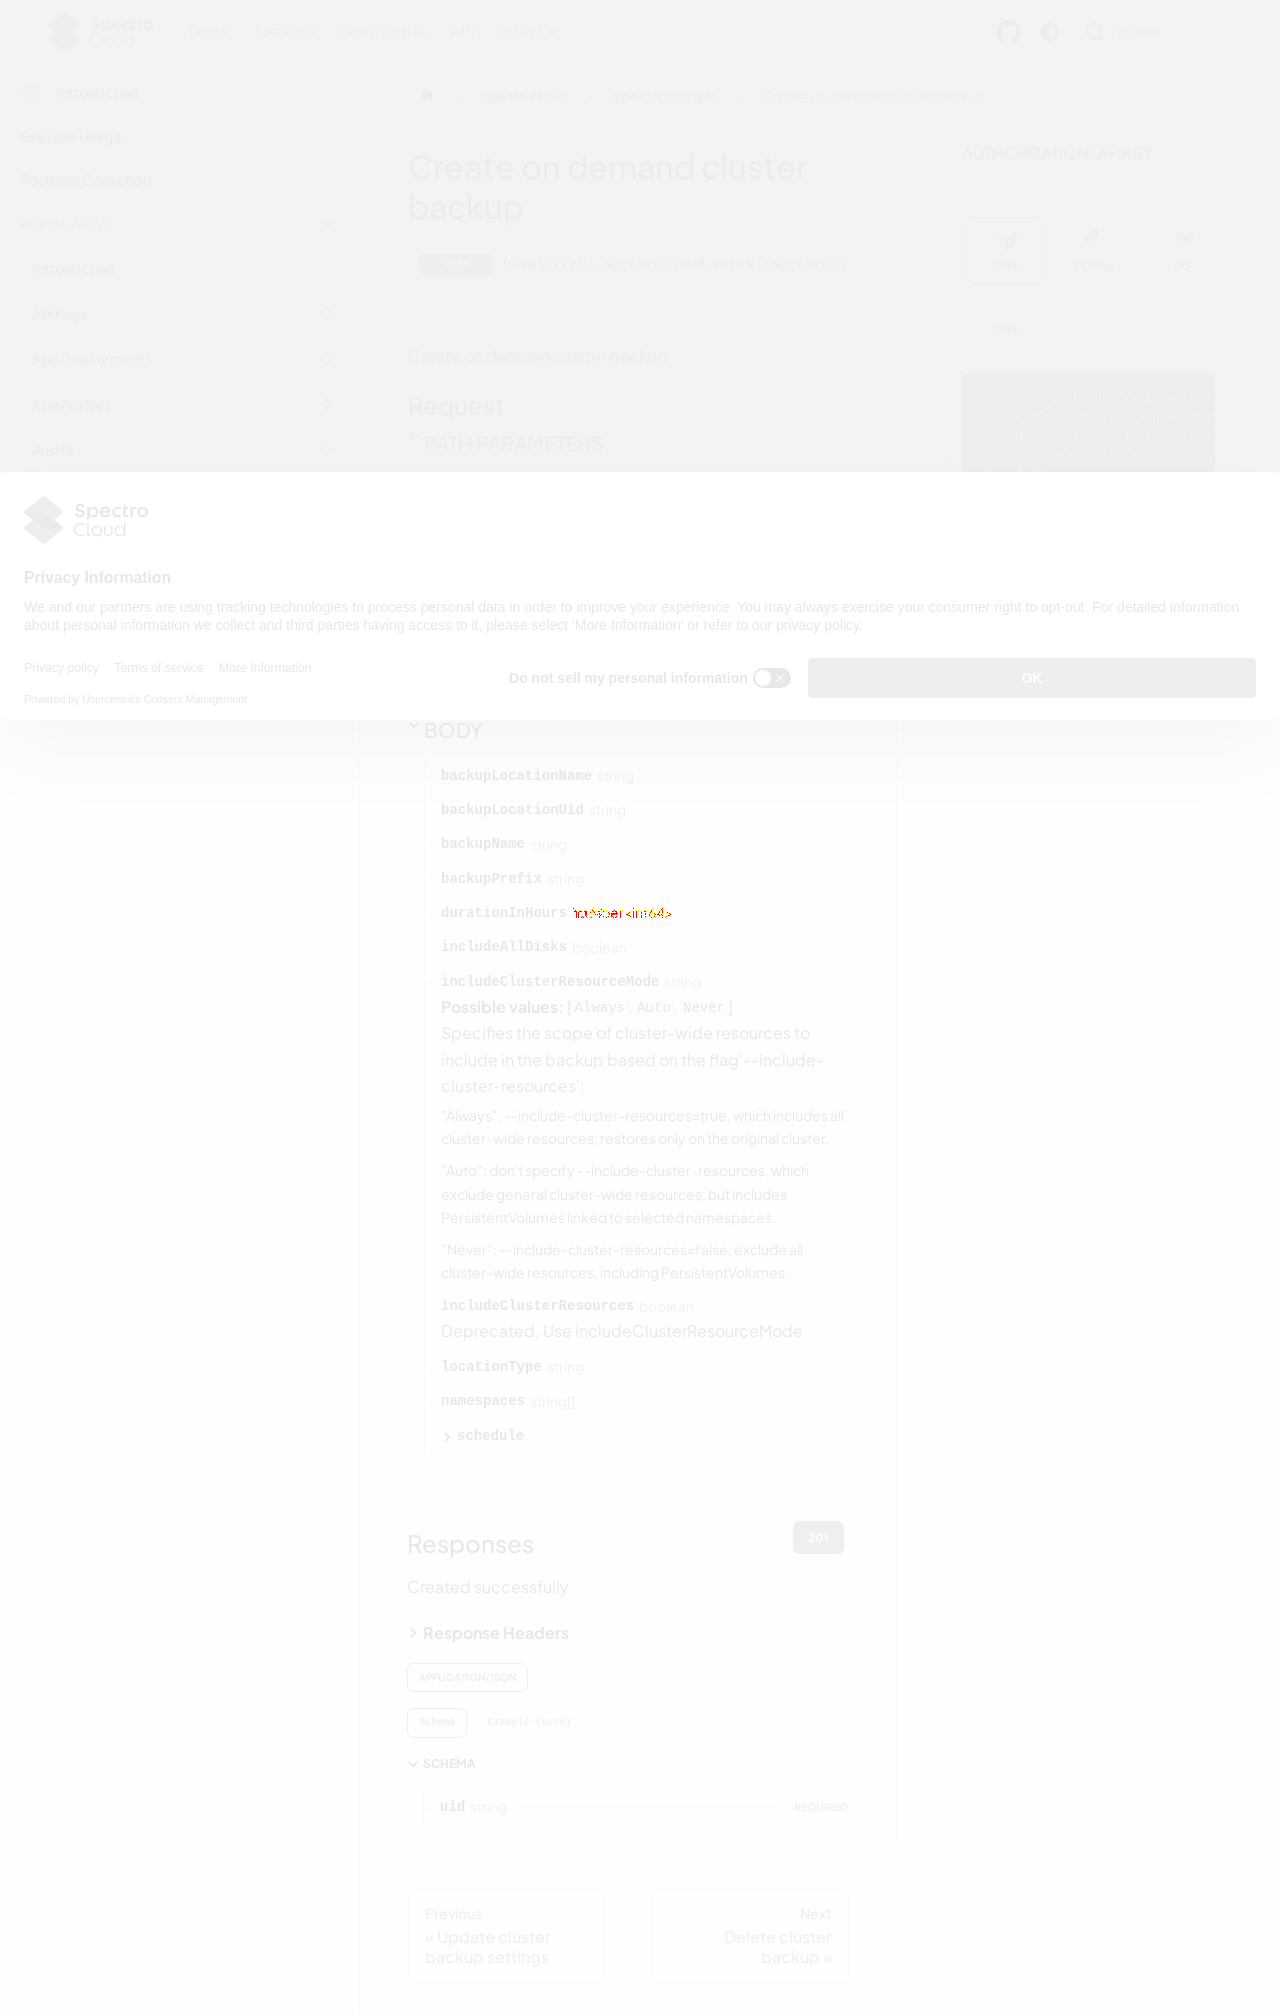 Spectro
Cloud
Docs
Tutorials
Downloads
API
latest
Search
Introduction
Example Usage
Postman Collection
Palette API V1
Introduction
Api Keys
App Deployments
App Profiles
Audits
Palette API V1
Spectroclusters
Create on demand cluster backup
Create on demand cluster
backup
POST
https://api.spectrocloud.com/v1/spectrocl
Create on demand cluster backup
Request
PATH PARAMETERS
AUTHORIZATION: APIKEY
CURL
PYTHON
GO
CURL
Spectro
Cloud
Privacy Information
We and our partners are using tracking technologies to process personal data in order to improve your experience. You may always exercise your consumer right to opt-out. For detailed information
about personal information we collect and third parties having access to it, please select 'More Information' or refer to our privacy policy.
Privacy policy
Terms of service
More Information
Powered by Usercentrics Consent Management
Do not sell my personal information
OK
BODY
backupLocationName string
backupLocationUid string
backupName string
backupPrefix string
durationInHours
includeAllDisks boolean
includeClusterResourceMode string
Possible values: [Always, Auto, Never]
Specifies the scope of cluster-wide resources to
include in the backup based on the flag'--include-
cluster-resources':
"Always": --include-cluster-resources=true, which includes all
cluster-wide resources; restores only on the original cluster.
"Auto": don't specify --include-cluster-resources, which
exclude general cluster-wide resources. but includes
PersistentVolumes linked to selected namespaces.
"Never": --include-cluster-resources=false, exclude all
cluster-wide resources, including PersistentVolumes.
includeClusterResources boolean
Deprecated. Use includeClusterResourceMode
locationType string
namespaces string[]
schedule
Responses
201
Created successfully
Response Headers
APPLICATION/JSON
Schema
Example (auto)
SCHEMA
uid string
REQUIRED
Previous
« Update cluster
backup settings
Next
Delete cluster
backup »